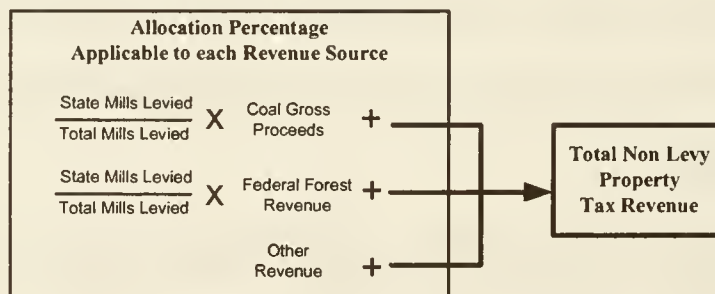 Allocation Percentage
Applicable to each Revenue Source
State Mills Levied
Total Mills Levied
X
Coal Gross
Proceeds
+
State Mills Levied
Total Mills Levied
X
Federal Forest
Revenue
+
Other
Revenue
+
Total Non Levy
Property
Tax Revenue